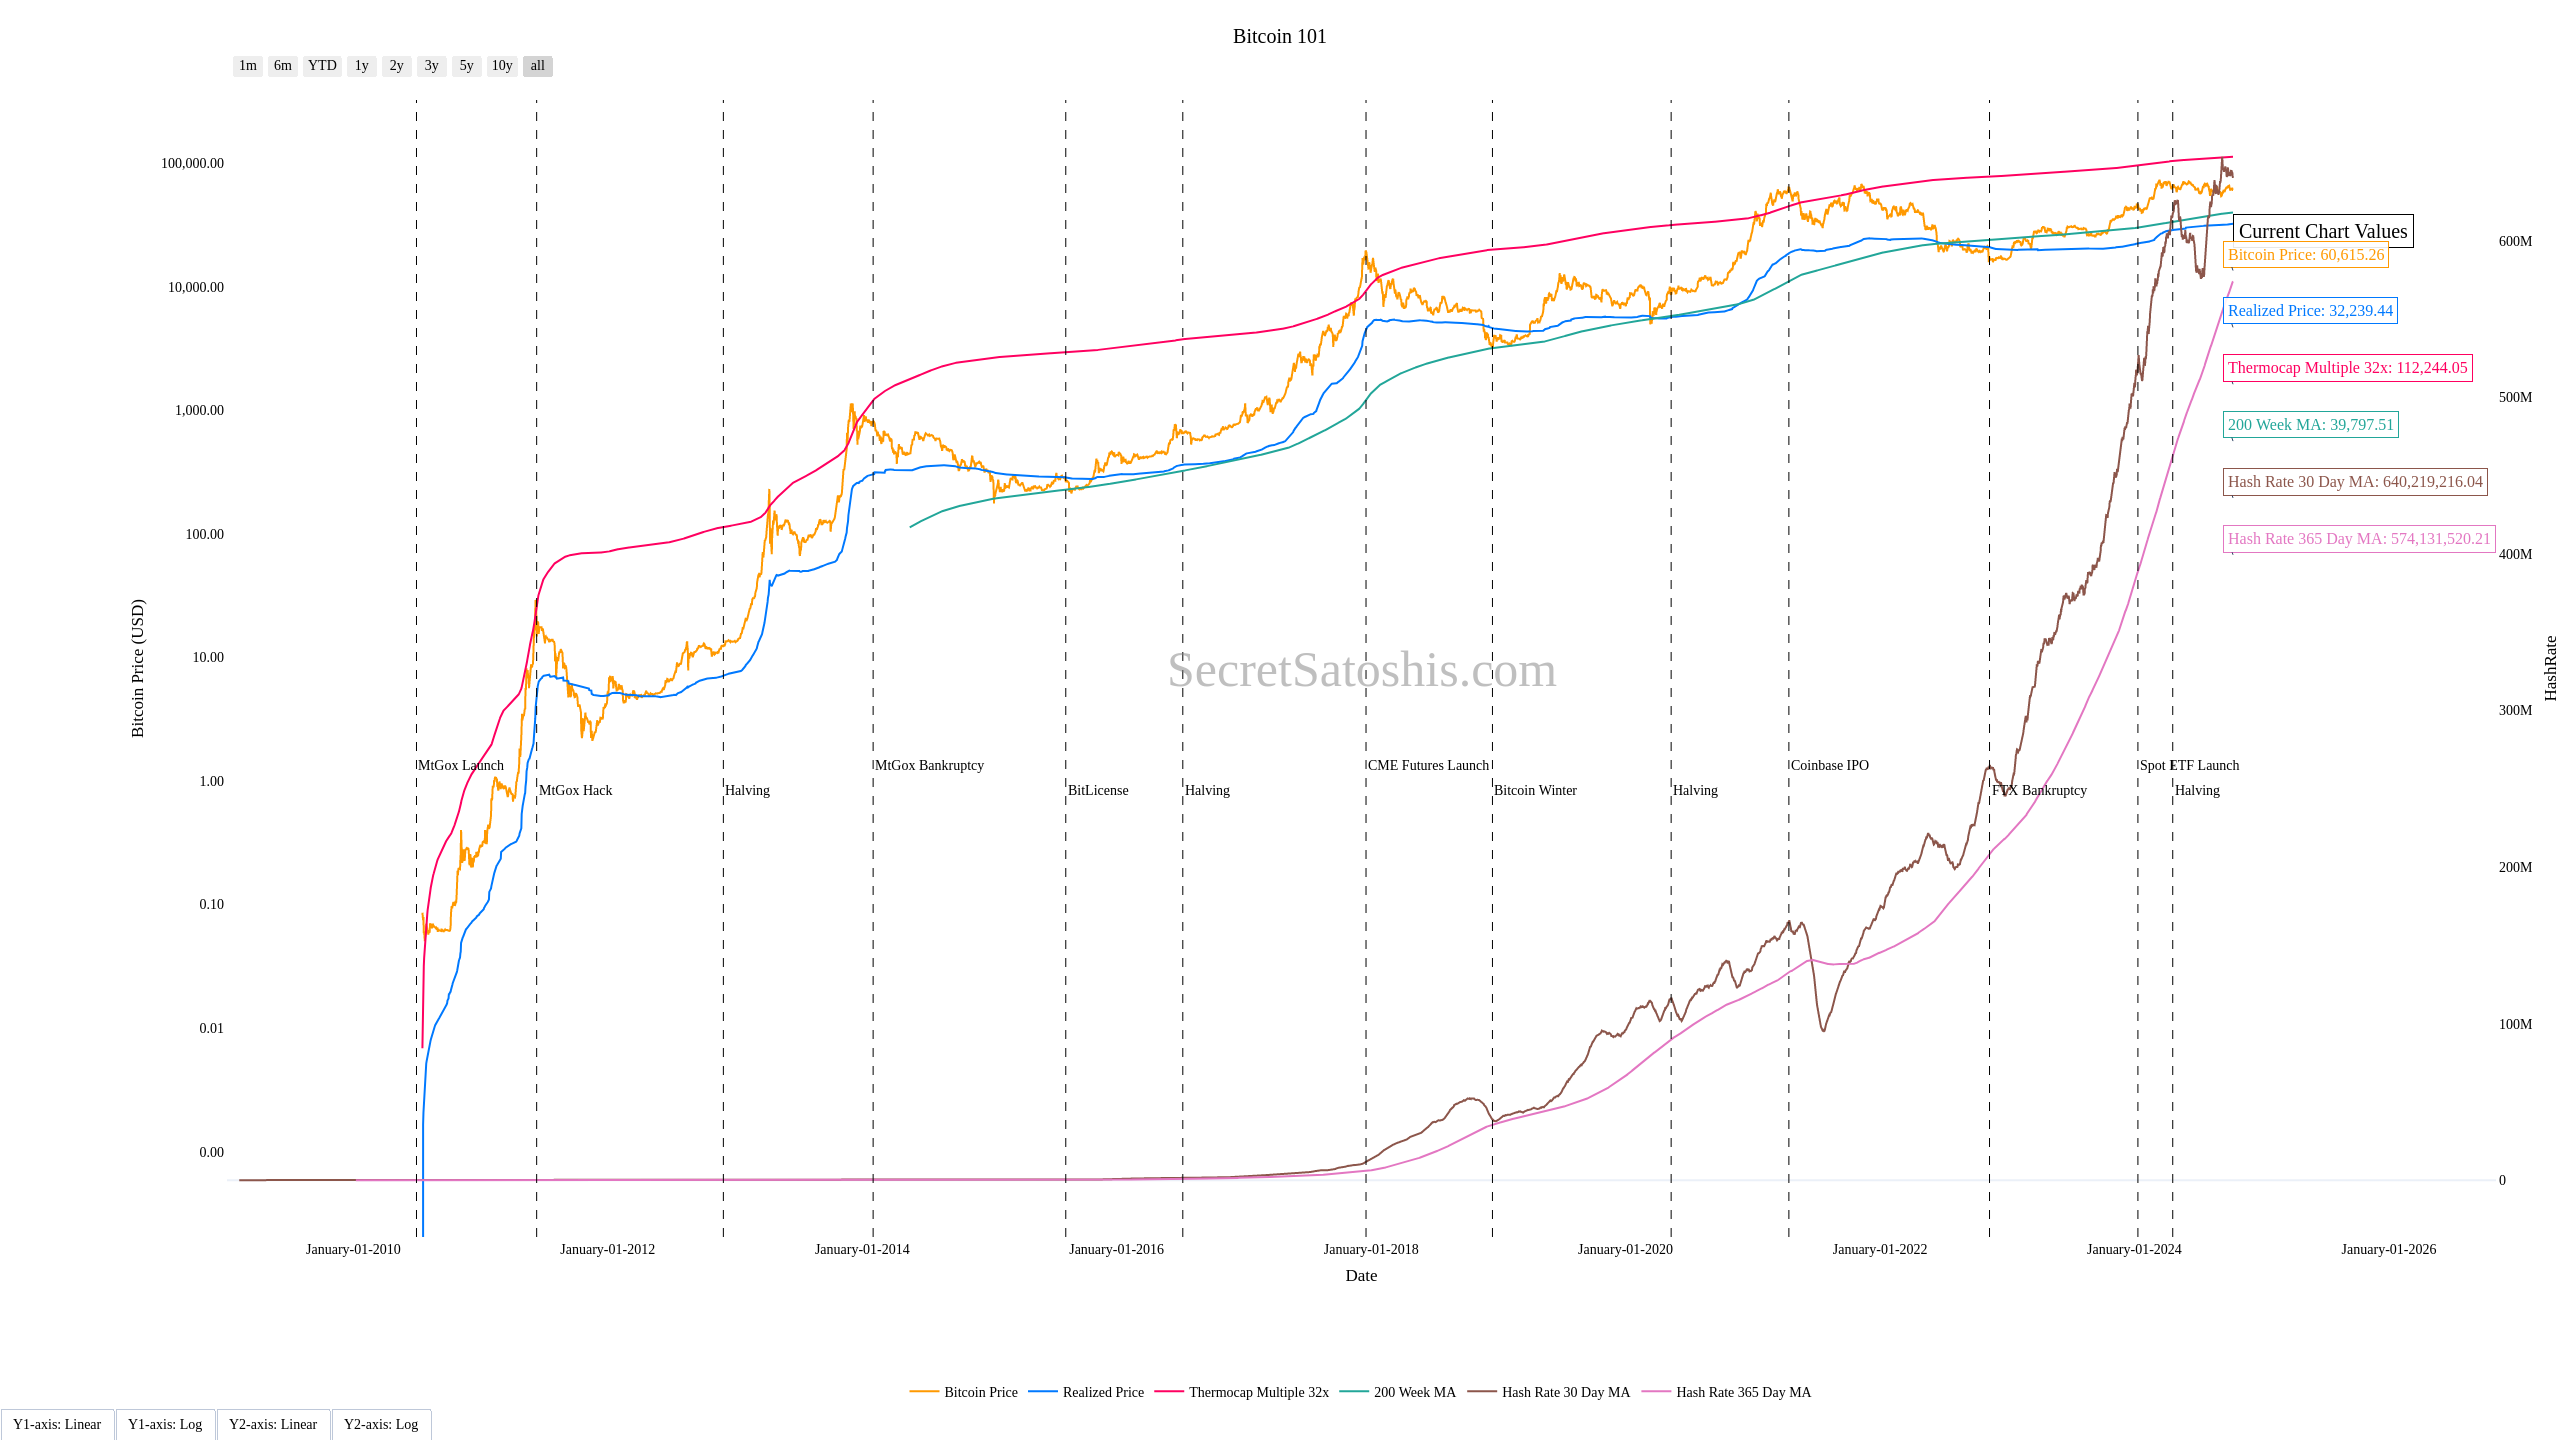 Bitcoin 101
1m 6m YTD 1y 2y 3y 5y 10y all
100,000.00
10,000.00
1,000.00
100.00
10.00
1.00
0.10
0.01
0.00
Bitcoin Price (USD)
600M
500M
400M
300M
200M
100M
0
HashRate
Current Chart Values
Bitcoin Price: 60,615.26
Realized Price: 32,239.44
Thermocap Multiple 32x: 112,244.05
200 Week MA: 39,797.51
Hash Rate 30 Day MA: 640,219,216.04
Hash Rate 365 Day MA: 574,131,520.21
SecretSatoshis.com
MtGox Launch
MtGox Hack
Halving
MtGox Bankruptcy
BitLicense
Halving
CME Futures Launch
Bitcoin Winter
Halving
Coinbase IPO
FTX Bankruptcy
Spot ETF Launch
Halving
January-01-2010 January-01-2012 January-01-2014 January-01-2016 January-01-2018 January-01-2020 January-01-2022 January-01-2024 January-01-2026
Date
Bitcoin Price Realized Price Thermocap Multiple 32x 200 Week MA Hash Rate 30 Day MA Hash Rate 365 Day MA
Y1-axis: Linear Y1-axis: Log Y2-axis: Linear Y2-axis: Log